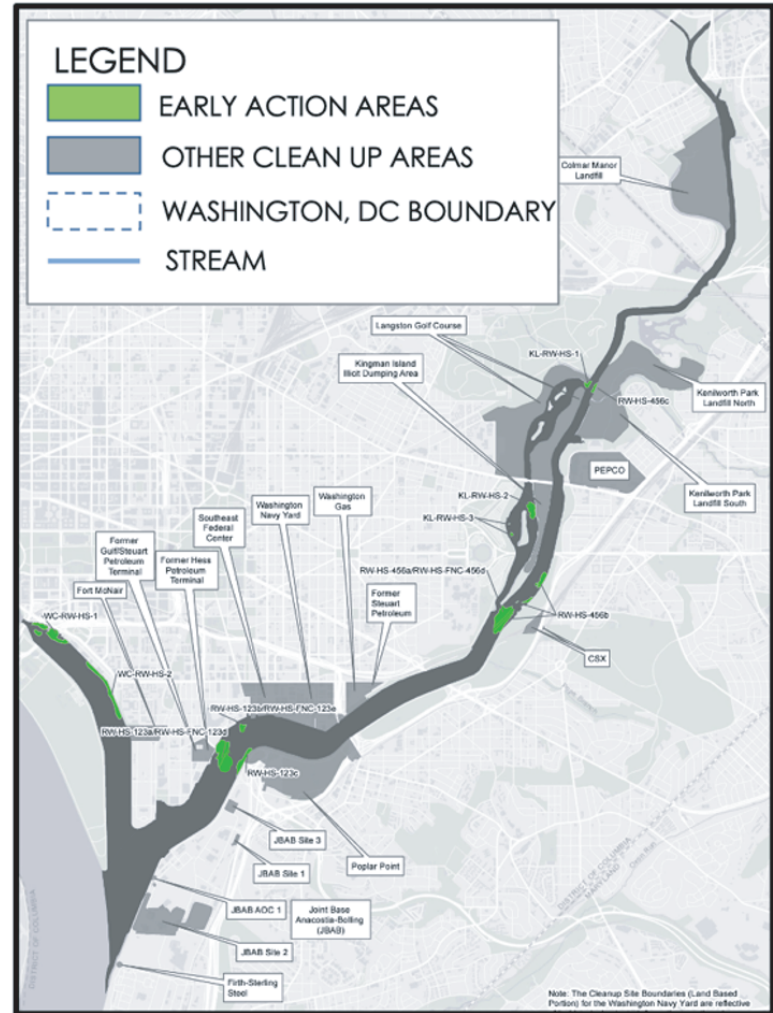 LEGEND
EARLY ACTION AREAS
OTHER CLEAN UP AREAS
WASHINGTON, DC BOUNDARY
STREAM
Colmar Manor
Landfill
Langston Golf Course
KL-RW-HS-1
Kingman Island
Illicit Dumping Area
RW-HS-456c
Kenilworth Park
Landfill North
PEPCO
Kenilworth Park
Landfill South
KL-RW-HS-2
KL-RW-HS-3
Washington
Gas
Washington
Navy Yard
Southeast
Federal
Center
Former
Gulf/Steuart
Petroleum
Terminal
Former Hess
Petroleum
Terminal
Fort McNair
RW-HS-456a/RW-HS-FNC-456d
Former
Steuart
Petroleum
RW-HS-456b
CSX
WC-RW-HS-1
WC-RW-HS-2
RW-HS-123b/RW-HS-FNC-123e
RW-HS-123a/RW-HS-FNC-123d
RW-HS-123c
JBAB Site 3
Poplar Point
JBAB Site 1
JBAB AOC 1
Joint Base
Anacostia-Bolling
(JBAB)
JBAB Site 2
Firth-Sterling
Steel
DISTRICT OF COLUMBIA
MARYLAND
DISTRICT OF COLUMBIA
Note: The Cleanup Site Boundaries (Land Based
Portion) for the Washington Navy Yard are reflective